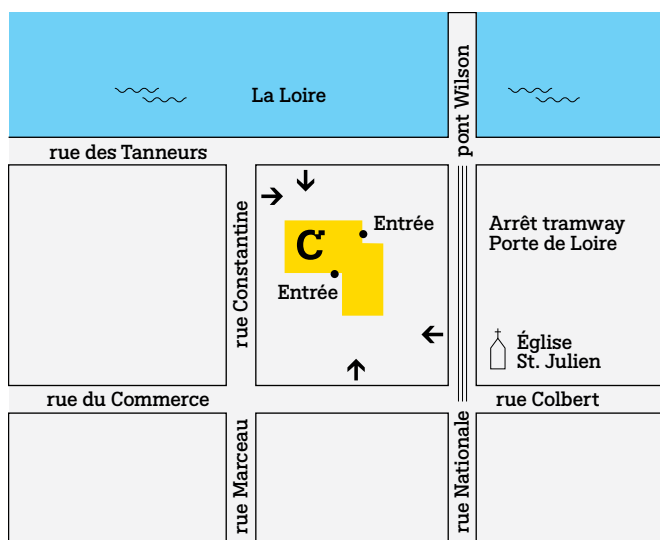 La Loire
pont Wilson
rue des Tanneurs
rue Constantine
C
Entrée
Entrée
Arrêt tramway
Porte de Loire
Église
St. Julien
rue du Commerce
rue Colbert
rue Marceau
rue Nationale